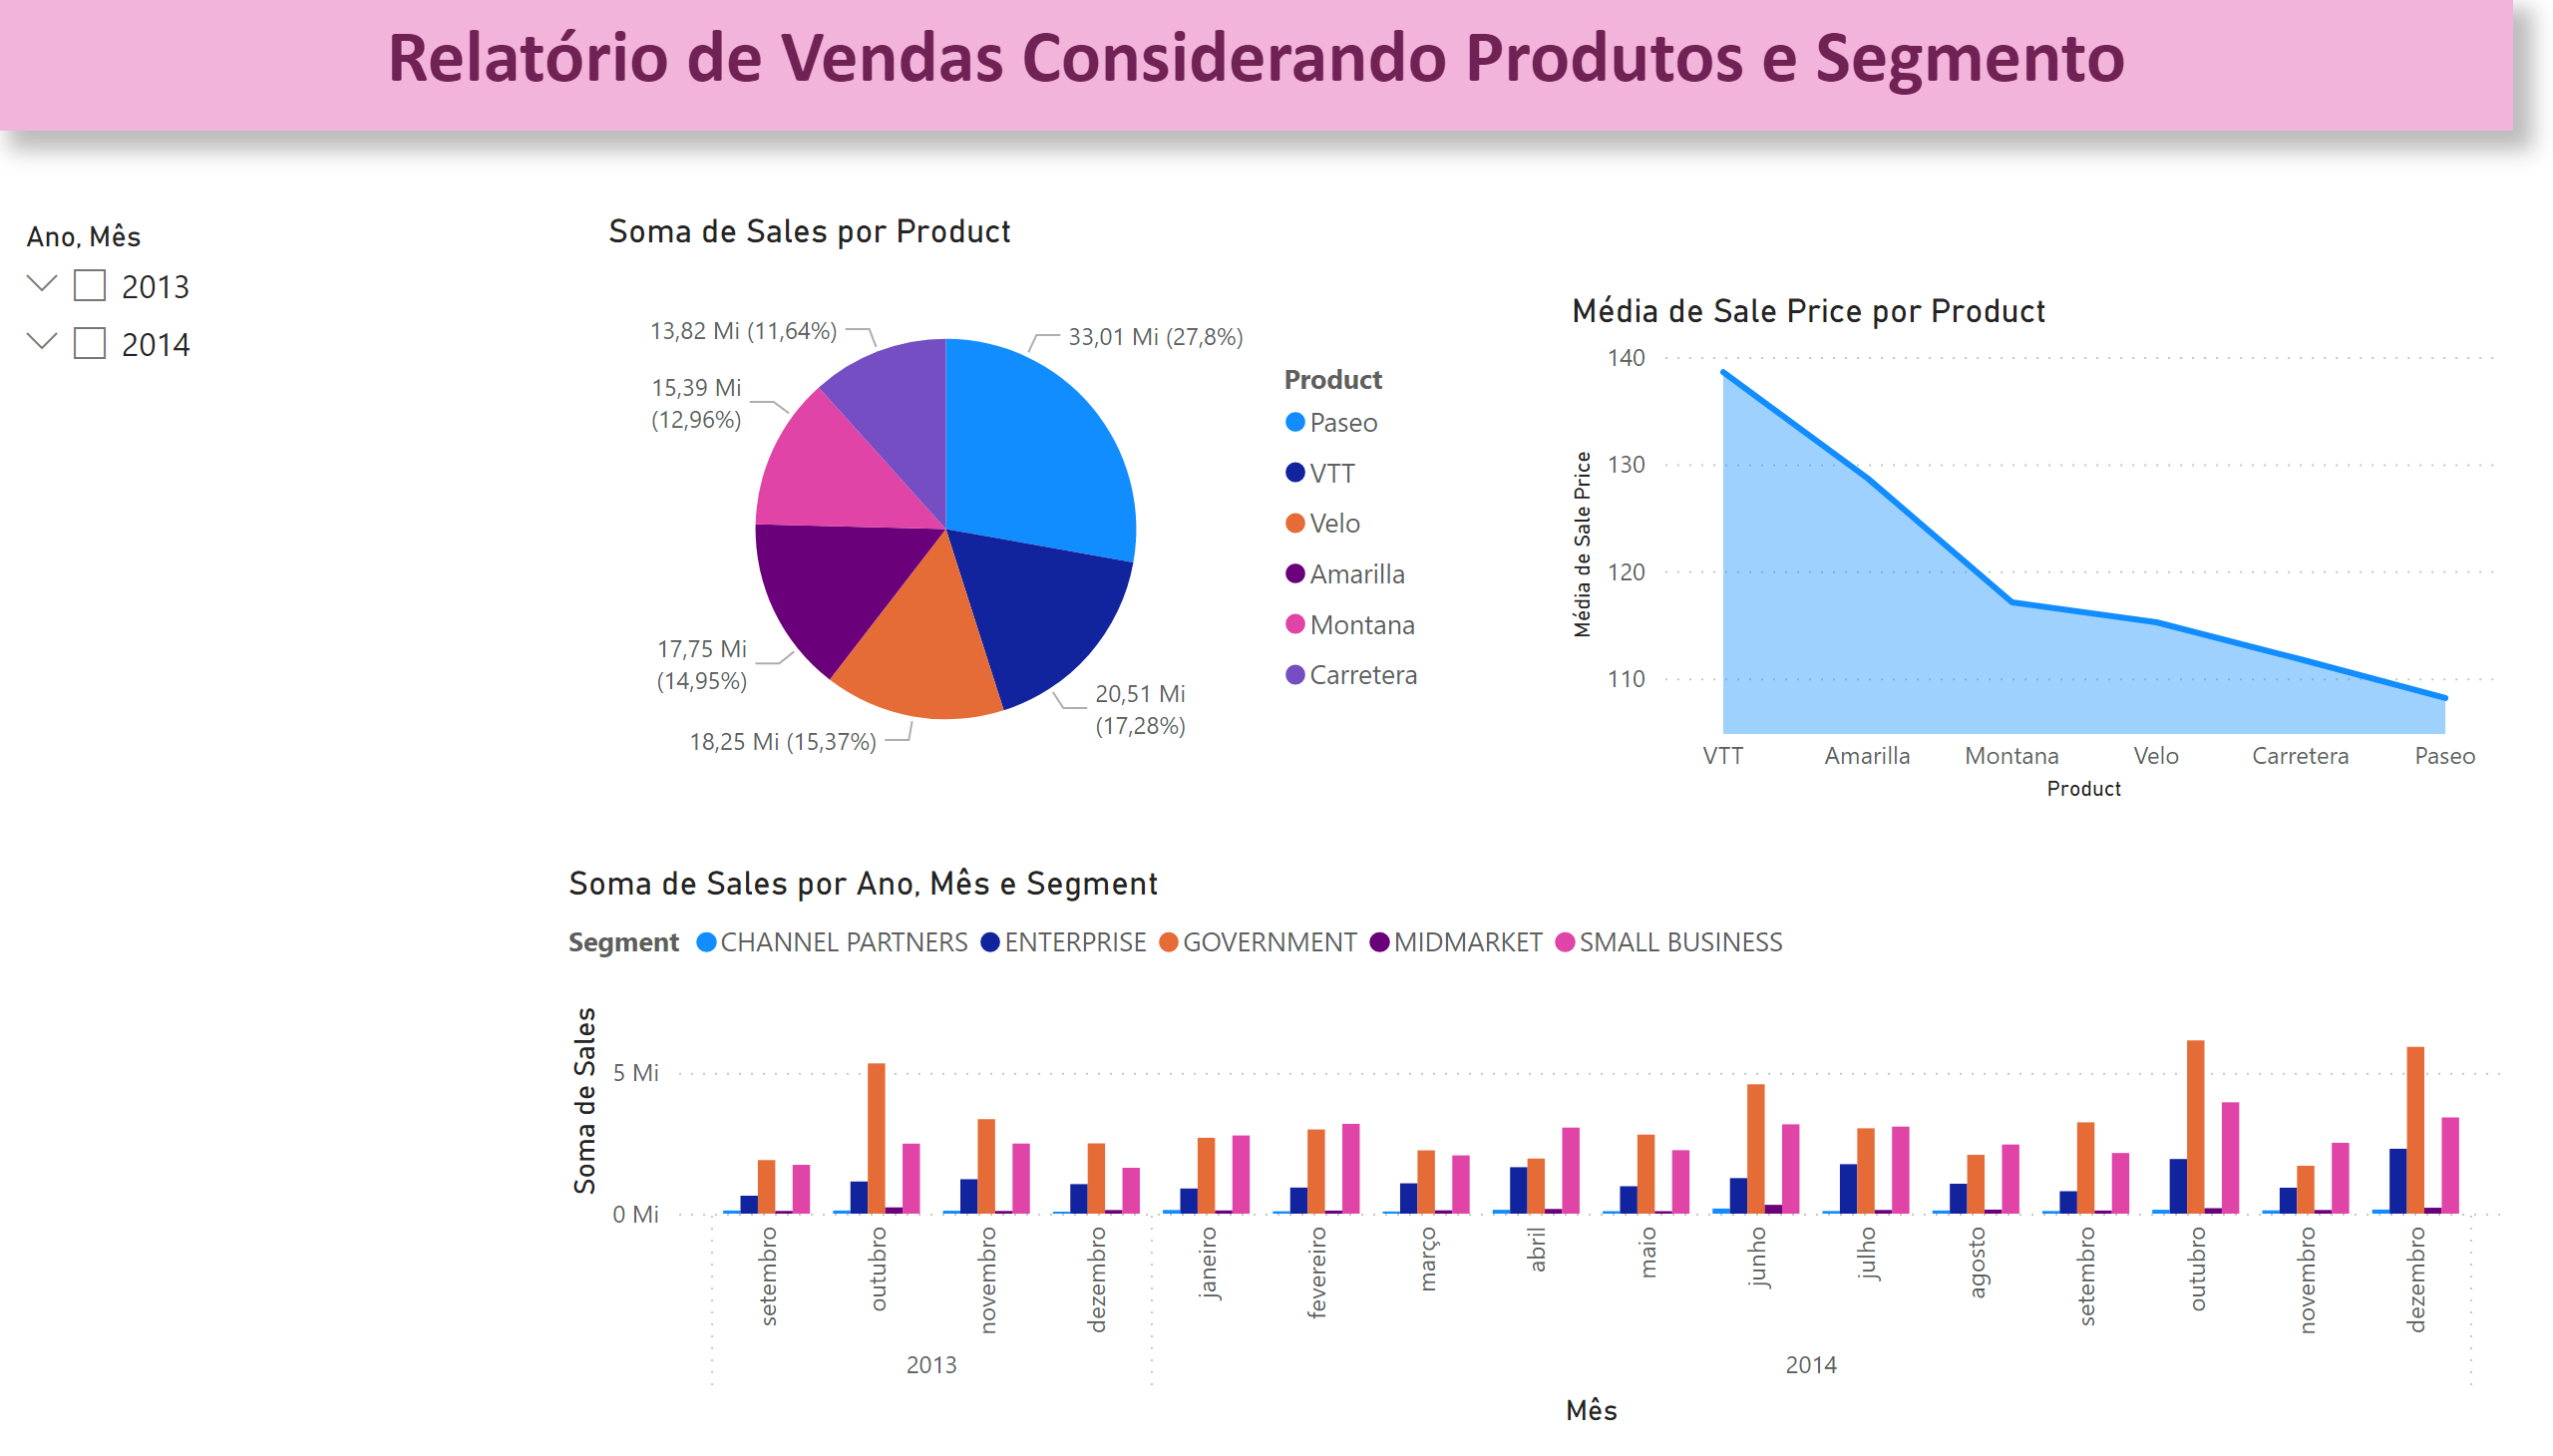 Relatório de Vendas Considerando Produtos e Segmento
Ano, Mês
2013
2014
Soma de Sales por Product
13,82 Mi (11,64%)
33,01 Mi (27,8%)
15,39 Mi
(12,96%)
17,75 Mi
(14,95%)
18,25 Mi (15,37%)
20,51 Mi
(17,28%)
Product
Paseo
VTT
Velo
Amarilla
Montana
Carretera
Média de Sale Price por Product
Média de Sale Price
140
130
120
110
VTT Amarilla Montana Velo Carretera Paseo
Product
Soma de Sales por Ano, Mês e Segment
Segment CHANNEL PARTNERS ENTERPRISE GOVERNMENT MIDMARKET SMALL BUSINESS
Soma de Sales
5 Mi
0 Mi
setembro
outubro
novembro
dezembro
janeiro
fevereiro
março
abril
maio
junho
julho
agosto
setembro
outubro
novembro
dezembro
2013 2014
Mês